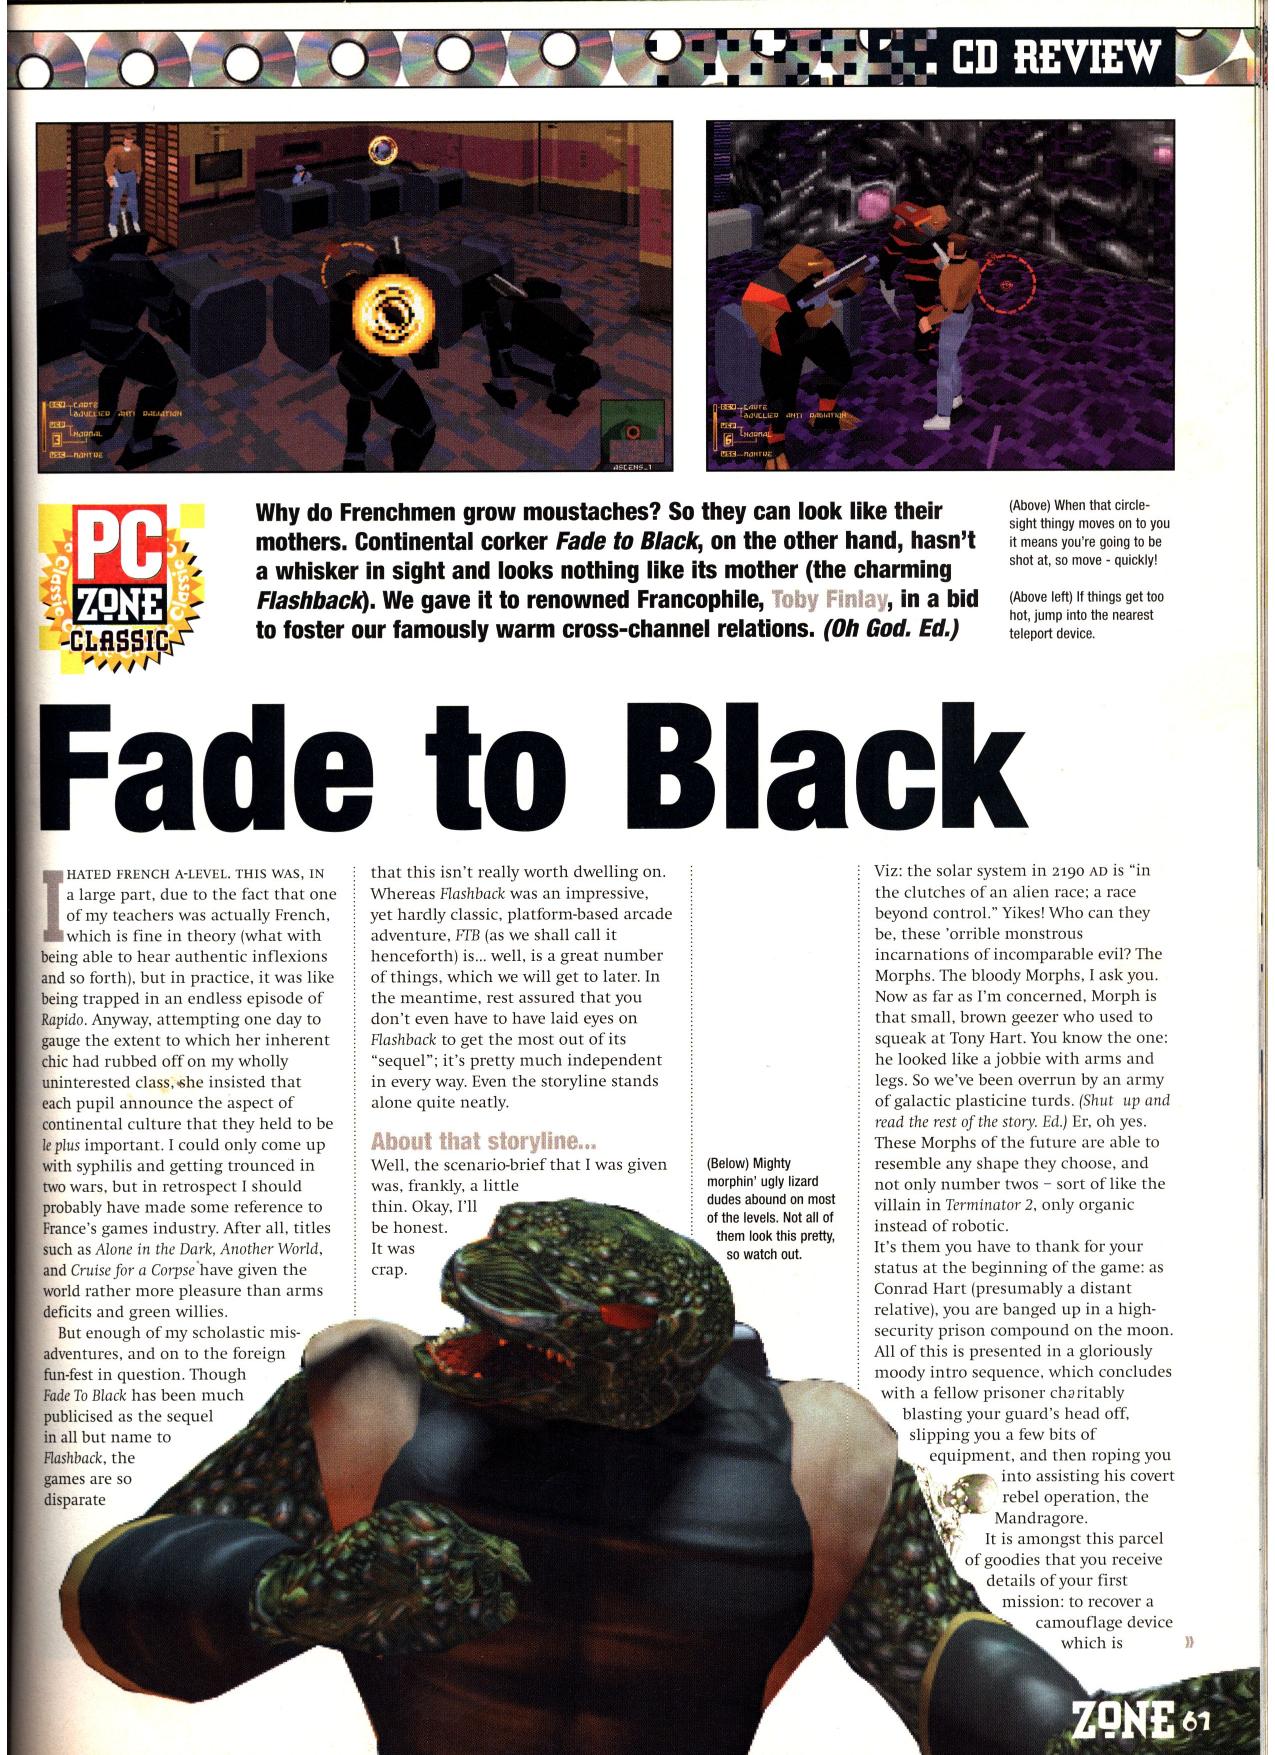 CD REVIEW
INV CARTE
BOUCLIER ANTI RADIATION
3
NORMAL
USE MONTRE
ASCENS_1
CARTE
BOUCLIER ANTI RADIATION
6
NORMAL
USE MONTRE
PC
ZONE
CLASSIC
Classic
Classic
Why do Frenchmen grow moustaches? So they can look like their
mothers. Continental corker Fade to Black, on the other hand, hasn't
a whisker in sight and looks nothing like its mother (the charming
Flashback). We gave it to renowned Francophile, Toby Finlay, in a bid
to foster our famously warm cross-channel relations. (Oh God. Ed.)
(Above) When that circle-
sight thingy moves on to you
it means you're going to be
shot at, so move - quickly!
(Above left) If things get too
hot, jump into the nearest
teleport device.
Fade to Black
I HATED FRENCH A-LEVEL. THIS WAS, IN
a large part, due to the fact that one
of my teachers was actually French,
which is fine in theory (what with
being able to hear authentic inflexions
and so forth), but in practice, it was like
being trapped in an endless episode of
Rapido. Anyway, attempting one day to
gauge the extent to which her inherent
chic had rubbed off on my wholly
uninterested class, she insisted that
each pupil announce the aspect of
continental culture that they held to be
le plus important. I could only come up
with syphilis and getting trounced in
two wars, but in retrospect I should
probably have made some reference to
France's games industry. After all, titles
such as Alone in the Dark, Another World,
and Cruise for a Corpse have given the
world rather more pleasure than arms
deficits and green willies.
But enough of my scholastic mis-
adventures, and on to the foreign
fun-fest in question. Though
Fade To Black has been much
publicised as the sequel
in all but name to
Flashback, the
games are so
disparate
that this isn't really worth dwelling on.
Whereas Flashback was an impressive,
yet hardly classic, platform-based arcade
adventure, FTB (as we shall call it
henceforth) is... well, is a great number
of things, which we will get to later. In
the meantime, rest assured that you
don't even have to have laid eyes on
Flashback to get the most out of its
"sequel"; it's pretty much independent
in every way. Even the storyline stands
alone quite neatly.
About that storyline...
Well, the scenario-brief that I was given
was, frankly, a little
thin. Okay, I'll
be honest.
It was
crap.
(Below) Mighty
morphin' ugly lizard
dudes abound on most
of the levels. Not all of
them look this pretty,
so watch out.
Viz: the solar system in 2190 AD is "in
the clutches of an alien race; a race
beyond control." Yikes! Who can they
be, these 'orrible monstrous
incarnations of incomparable evil? The
Morphs. The bloody Morphs, I ask you.
Now as far as I'm concerned, Morph is
that small, brown geezer who used to
squeak at Tony Hart. You know the one:
he looked like a jobbie with arms and
legs. So we've been overrun by an army
of galactic plasticine turds. (Shut up and
read the rest of the story. Ed.) Er, oh yes.
These Morphs of the future are able to
resemble any shape they choose, and
not only number twos – sort of like the
villain in Terminator 2, only organic
instead of robotic.
It's them you have to thank for your
status at the beginning of the game: as
Conrad Hart (presumably a distant
relative), you are banged up in a high-
security prison compound on the moon.
All of this is presented in a gloriously
moody intro sequence, which concludes
with a fellow prisoner charitably
blasting your guard's head off,
slipping you a few bits of
equipment, and then roping you
into assisting his covert
rebel operation, the
Mandragore.
It is amongst this parcel
of goodies that you receive
details of your first
mission: to recover a
camouflage device
which is »
ZONE 67